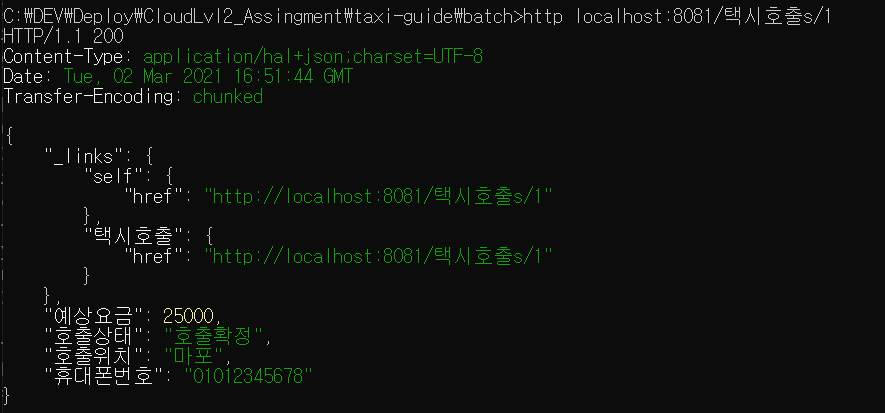 C:\DEV\Deploy\CloudLvl2_Assingment\taxi-guide\batch>http localhost:8081/택시호출s/1
HTTP/1.1 200
Content-Type: application/hal+json;charset=UTF-8
Date: Tue, 02 Mar 2021 16:51:44 GMT
Transfer-Encoding: chunked
{
    "_links": {
        "self": {
            "href": "http://localhost:8081/택시호출s/1"
        },
        "택시호출": {
            "href": "http://localhost:8081/택시호출s/1"
        }
    },
    "예상요금": 25000,
    "호출상태": "호출확정",
    "호출위치": "마포",
    "휴대폰번호": "01012345678"
}